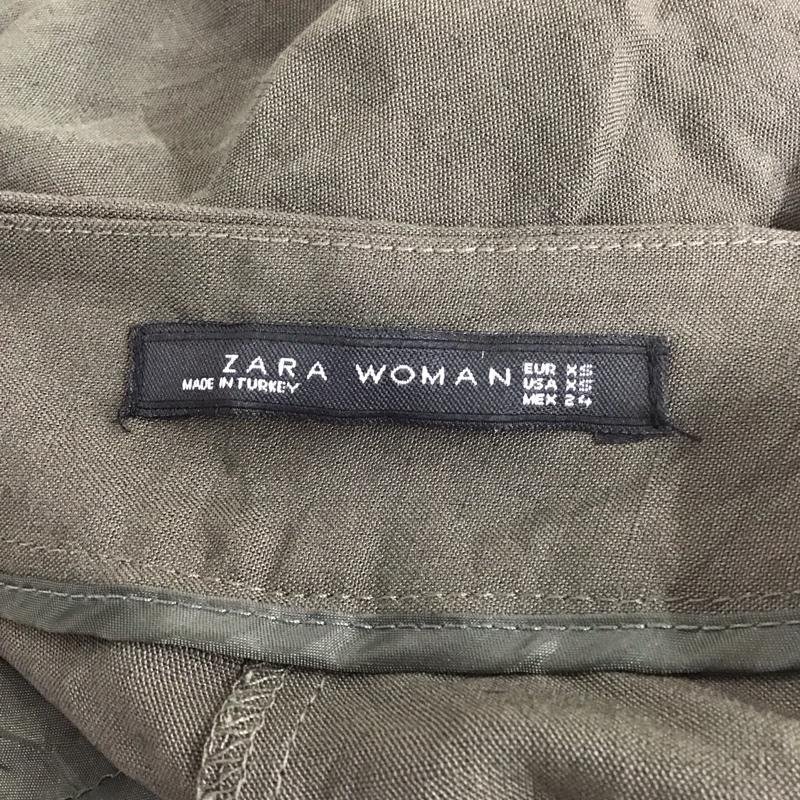 ZARA WOMAN
MADE IN TURKEY
EUR XS
USA XS
MEX 24